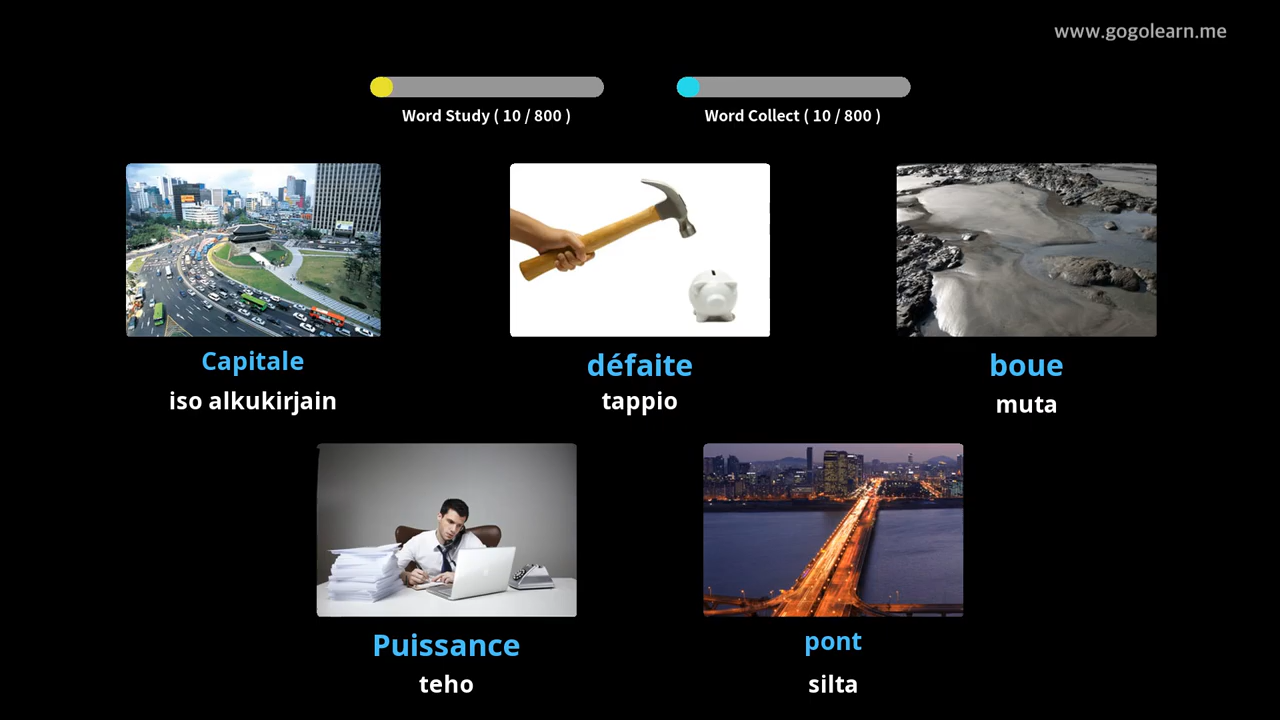 www.gogolearn.me
Word Study ( 10 / 800 )
Word Collect ( 10 / 800 )
Capitale
iso alkukirjain
défaite
tappio
boue
muta
Puissance
teho
pont
silta